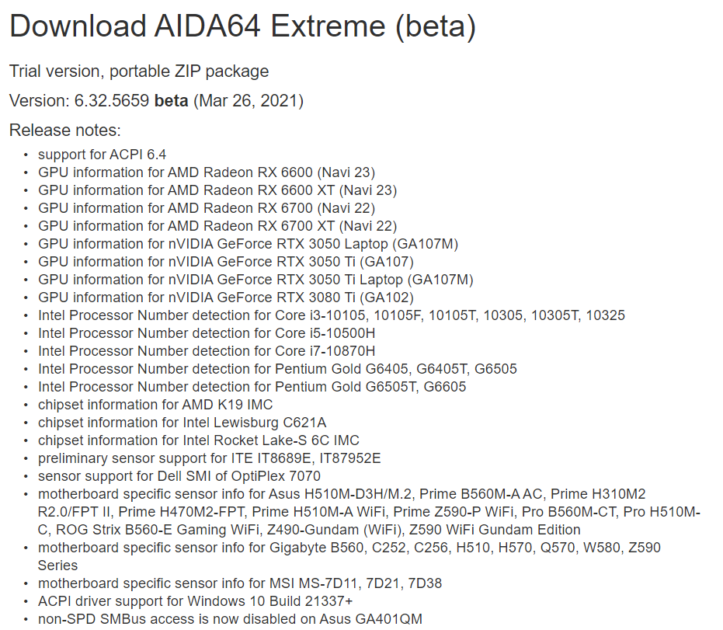 Download AIDA64 Extreme (beta)
Trial version, portable ZIP package
Version: 6.32.5659 beta (Mar 26, 2021)
Release notes:
• support for ACPI 6.4
• GPU information for AMD Radeon RX 6600 (Navi 23)
• GPU information for AMD Radeon RX 6600 XT (Navi 23)
• GPU information for AMD Radeon RX 6700 (Navi 22)
• GPU information for AMD Radeon RX 6700 XT (Navi 22)
• GPU information for nVIDIA GeForce RTX 3050 Laptop (GA107M)
• GPU information for nVIDIA GeForce RTX 3050 Ti (GA107)
• GPU information for nVIDIA GeForce RTX 3050 Ti Laptop (GA107M)
• GPU information for nVIDIA GeForce RTX 3080 Ti (GA102)
• Intel Processor Number detection for Core i3-10105, 10105F, 10105T, 10305, 10305T, 10325
• Intel Processor Number detection for Core i5-10500H
• Intel Processor Number detection for Core i7-10870H
• Intel Processor Number detection for Pentium Gold G6405, G6405T, G6505
• Intel Processor Number detection for Pentium Gold G6505T, G6605
• chipset information for AMD K19 IMC
• chipset information for Intel Lewisburg C621A
• chipset information for Intel Rocket Lake-S 6C IMC
• preliminary sensor support for ITE IT8689E, IT87952E
• sensor support for Dell SMI of OptiPlex 7070
• motherboard specific sensor info for Asus H510M-D3H/M.2, Prime B560M-A AC, Prime H310M2
R2.0/FPT II, Prime H470M2-FPT, Prime H510M-A WiFi, Prime Z590-P WiFi, Pro B560M-CT, Pro H510M-
C, ROG Strix B560-E Gaming WiFi, Z490-Gundam (WiFi), Z590 WiFi Gundam Edition
• motherboard specific sensor info for Gigabyte B560, C252, C256, H510, H570, Q570, W580, Z590
Series
• motherboard specific sensor info for MSI MS-7D11, 7D21, 7D38
• ACPI driver support for Windows 10 Build 21337+
• non-SPD SMBus access is now disabled on Asus GA401QM